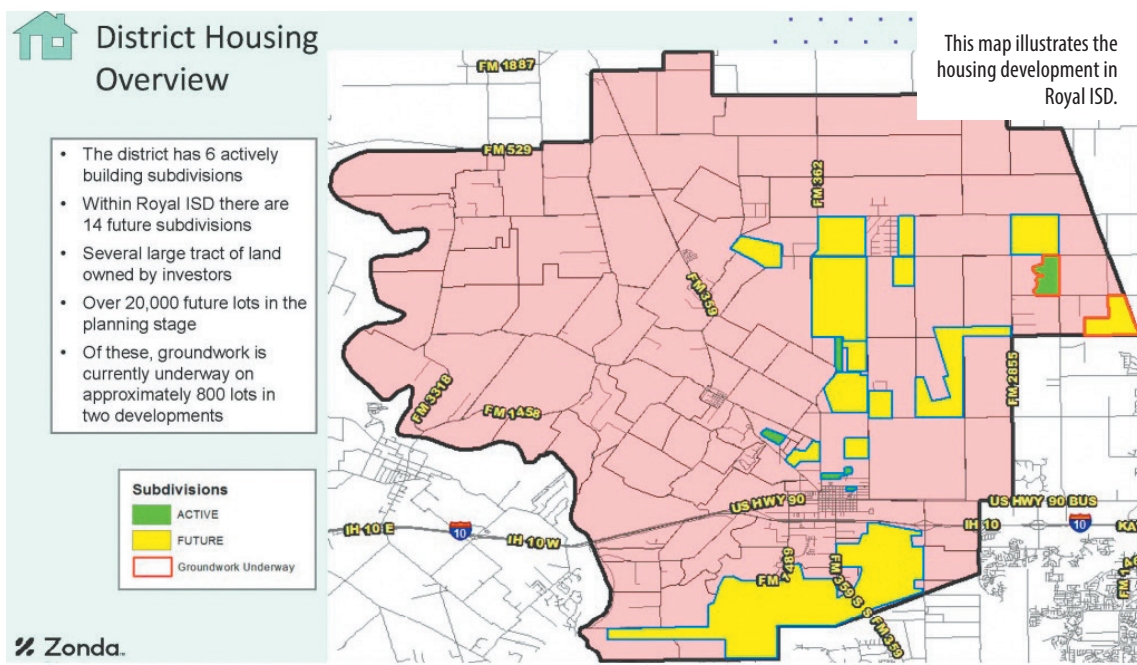 District Housing
Overview
This map illustrates the
housing development in
Royal ISD.
• The district has 6 actively
building subdivisions
• Within Royal ISD there are
14 future subdivisions
• Several large tract of land
owned by investors
• Over 20,000 future lots in the
planning stage
• Of these, groundwork is
currently underway on
approximately 800 lots in
two developments
Subdivisions
ACTIVE
FUTURE
Groundwork Underway
Zonda
FM 1887
FM 529
FM 362
FM 359
FM 2855
FM 3318
FM 1458
US HWY 90
US HWY 90 BUS
IH 10 E
10
IH 10 W
IH 10
10
FM
FM 359 S
S FM 359